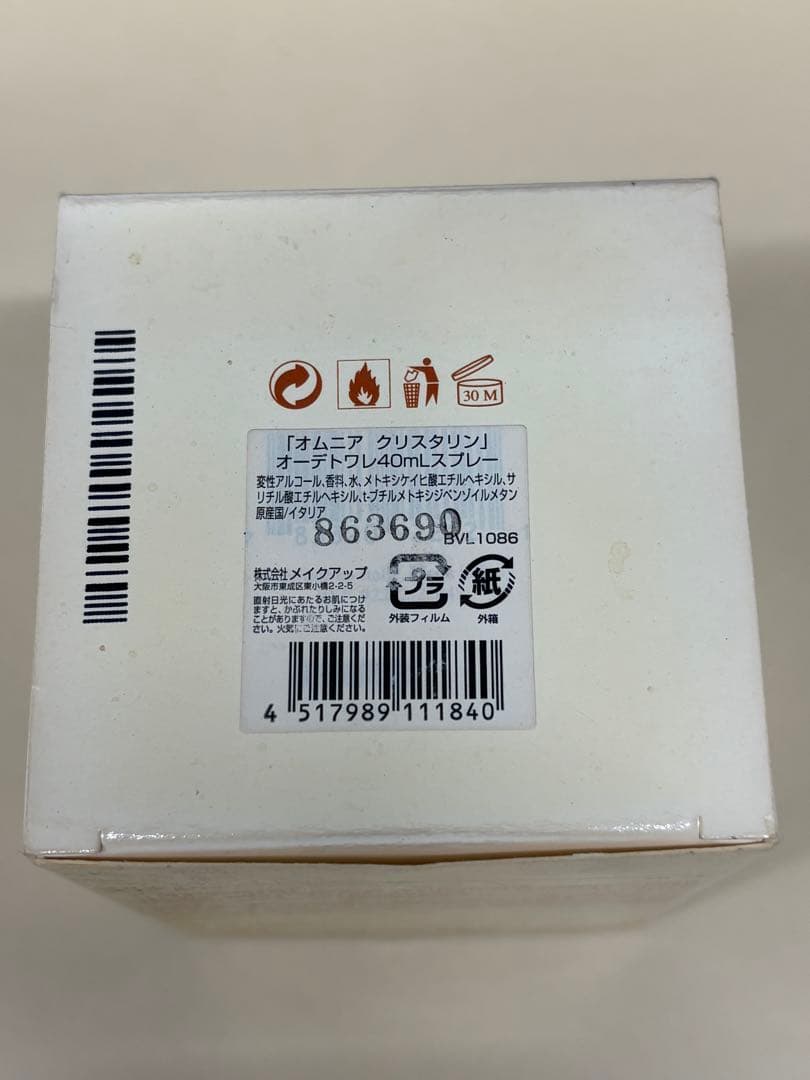 30 M
「オムニア クリスタリン」
オーデトワレ40mLスプレー
変性アルコール、香料、水、メトキシケイヒ酸エチルヘキシル、サ
リチル酸エチルヘキシル、t-ブチルメトキシジベンゾイルメタン
原産国/イタリア
863690
BVL1086
株式会社 メイクアップ
大阪市東成区東小橋2-2-5
直射日光にあたるお肌につけ
ますと、かぶれたりしみになる
ことがありますので、ご注意くだ
さい。火気にご注意ください。
プラ
外装フィルム
紙
外箱
4 517989 111840